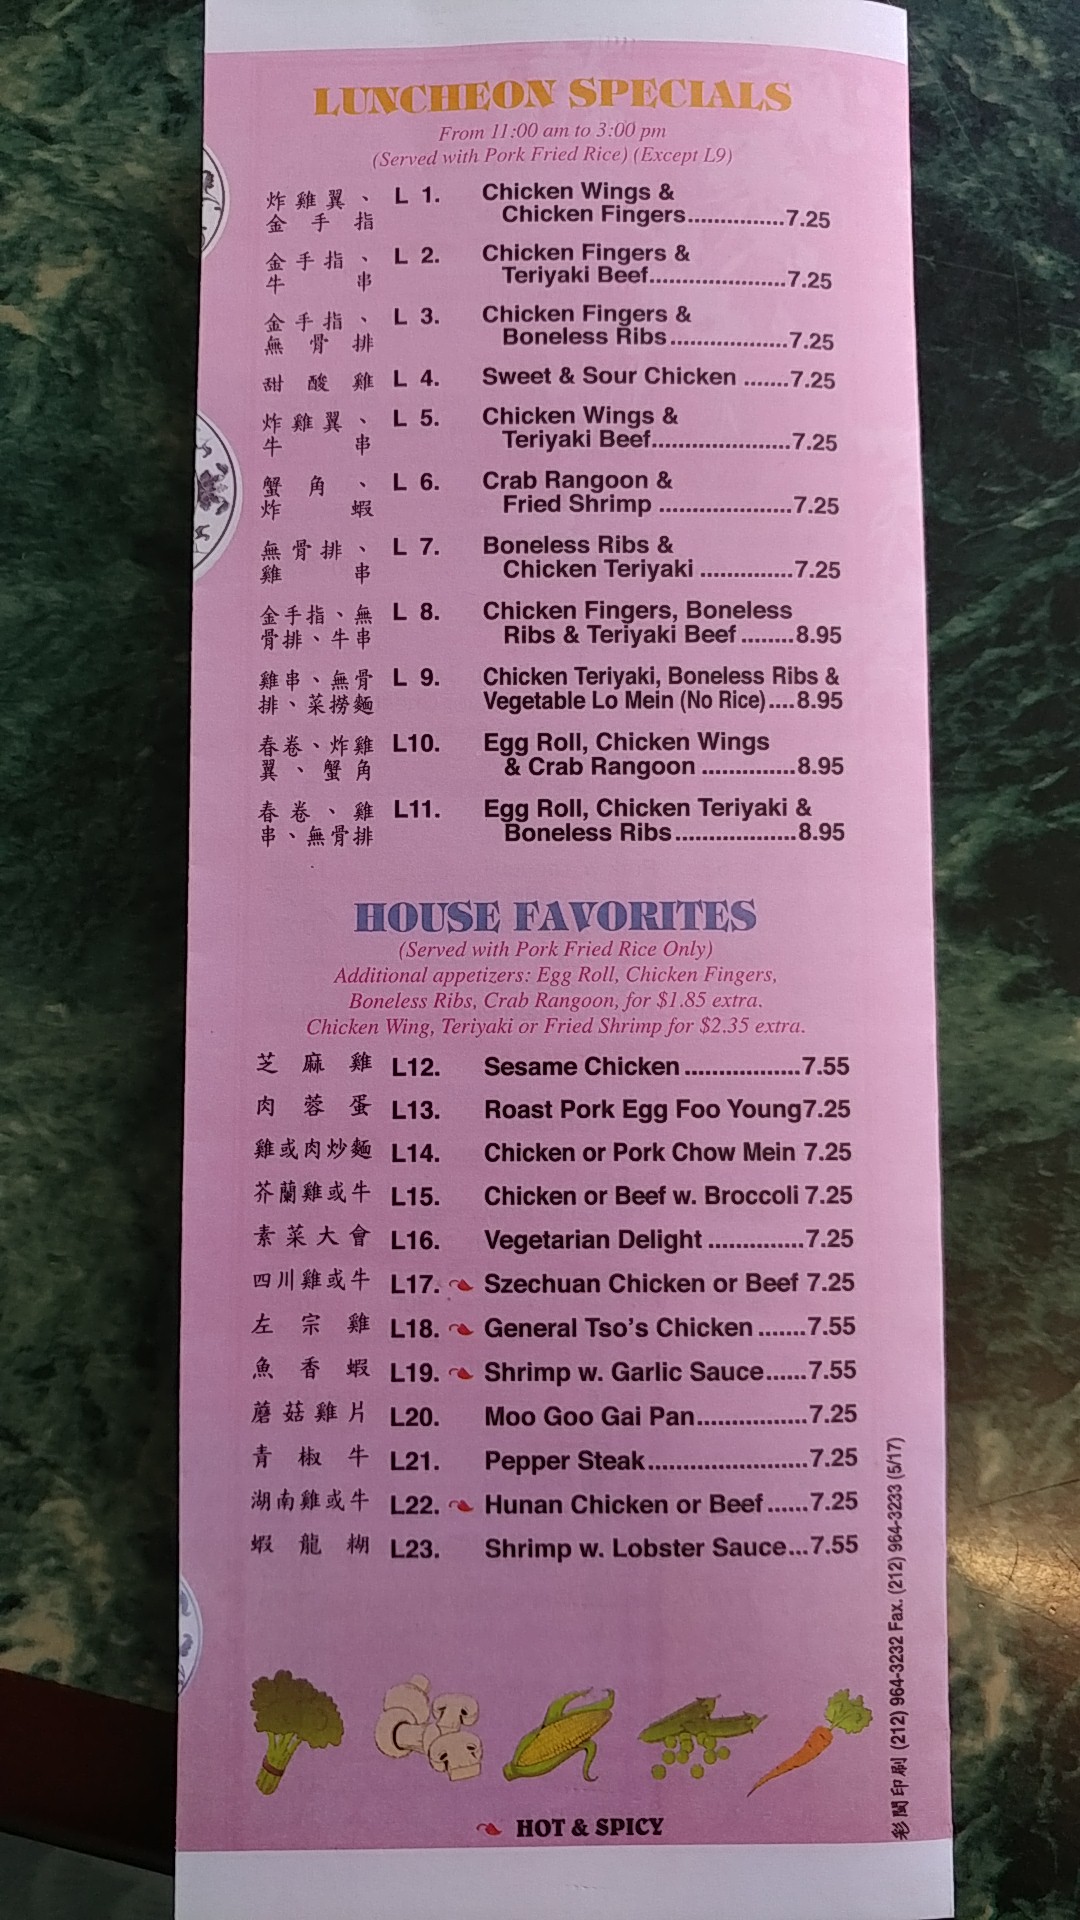 LUNCHEON SPECIALS
From 11:00 am to 3:00 pm
(Served with Pork Fried Rice) (Except L9)
炸雞翼、 L 1. Chicken Wings &
金手指 Chicken Fingers...............7.25
金手指、 L 2. Chicken Fingers &
牛串 Teriyaki Beef.....................7.25
金手指、 L 3. Chicken Fingers &
無骨排 Boneless Ribs..................7.25
甜酸雞 L 4. Sweet & Sour Chicken .......7.25
炸雞翼、 L 5. Chicken Wings &
牛串 Teriyaki Beef.....................7.25
蟹角、 L 6. Crab Rangoon &
炸蝦 Fried Shrimp ....................7.25
無骨排、 L 7. Boneless Ribs &
雞串 Chicken Teriyaki ..............7.25
金手指、無 L 8. Chicken Fingers, Boneless
骨排、牛串 Ribs & Teriyaki Beef ........8.95
雞串、無骨 L 9. Chicken Teriyaki, Boneless Ribs &
排、菜撈麵 Vegetable Lo Mein (No Rice)....8.95
春卷、炸雞 L10. Egg Roll, Chicken Wings
翼、蟹角 & Crab Rangoon ..............8.95
春卷、雞 L11. Egg Roll, Chicken Teriyaki &
串、無骨排 Boneless Ribs..................8.95
HOUSE FAVORITES
(Served with Pork Fried Rice Only)
Additional appetizers: Egg Roll, Chicken Fingers,
Boneless Ribs, Crab Rangoon, for $1.85 extra.
Chicken Wing, Teriyaki or Fried Shrimp for $2.35 extra.
芝麻雞 L12. Sesame Chicken ..................7.55
肉蓉蛋 L13. Roast Pork Egg Foo Young7.25
雞或肉炒麵 L14. Chicken or Pork Chow Mein 7.25
芥蘭雞或牛 L15. Chicken or Beef w. Broccoli 7.25
素菜大會 L16. Vegetarian Delight ..............7.25
四川雞或牛 L17. Szechuan Chicken or Beef 7.25
左宗雞 L18. General Tso's Chicken .......7.55
魚香蝦 L19. Shrimp w. Garlic Sauce......7.55
蘑菇雞片 L20. Moo Goo Gai Pan.................7.25
青椒牛 L21. Pepper Steak........................7.25
湖南雞或牛 L22. Hunan Chicken or Beef......7.25
蝦龍糊 L23. Shrimp w. Lobster Sauce...7.55
HOT & SPICY
彩閣印刷 (212) 964-3232 Fax. (212) 964-3233 (5/17)